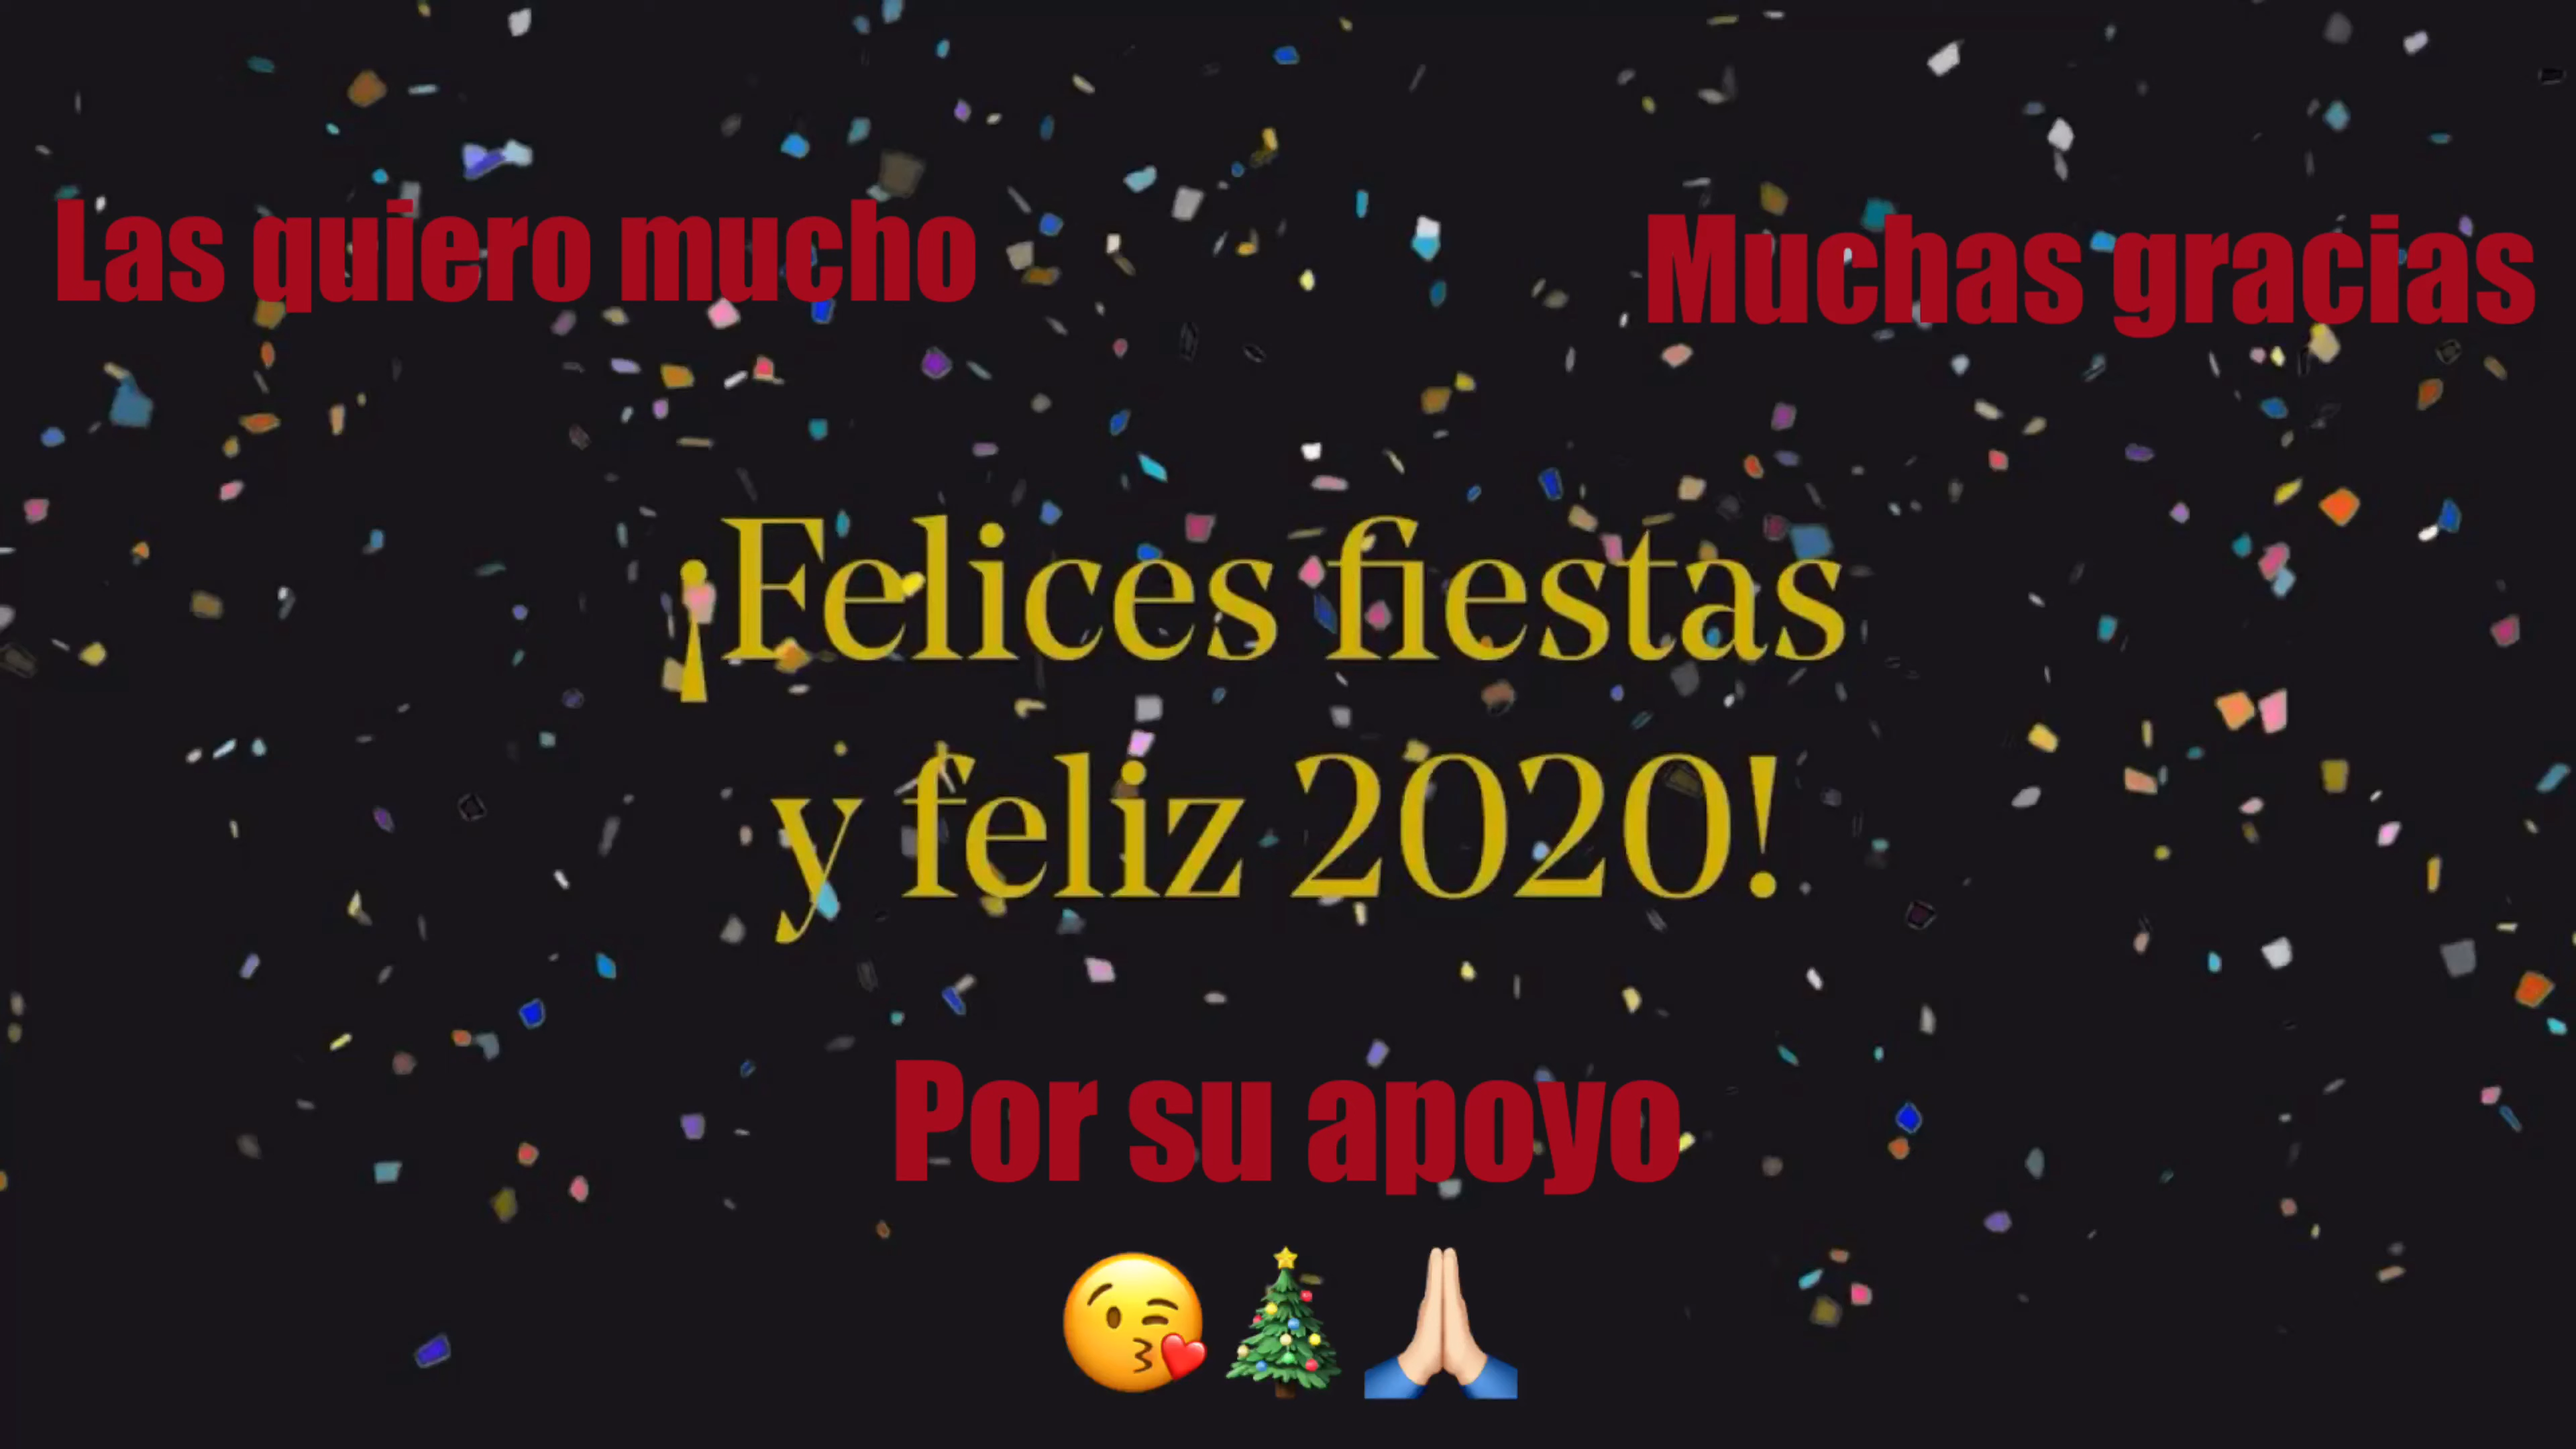 Las quiero mucho
Muchas gracias
¡Felices fiestas
y feliz 2020!
Por su apoyo
😘🎄🙏🏻